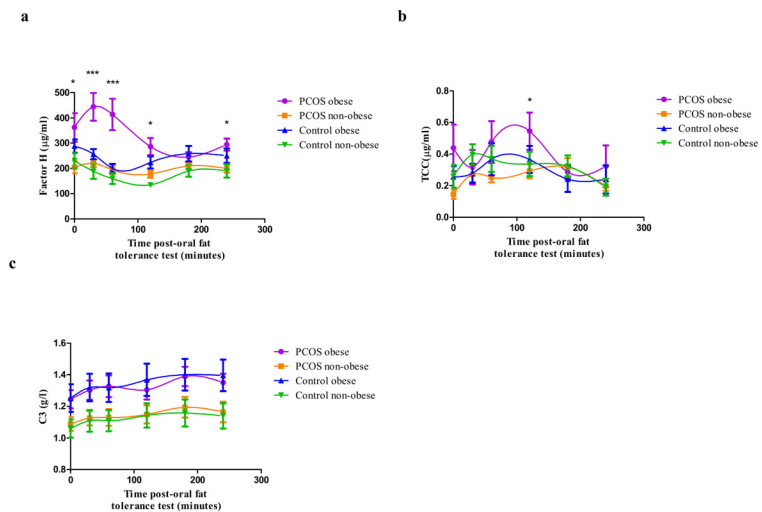 a
*
***
***
*
*
500
400
300
200
100
0
Factor H (µg/ml)
0
100
200
300
Time post-oral fat
tolerance test (minutes)
PCOS obese
PCOS non-obese
Control obese
Control non-obese
b
*
0.8
0.6
0.4
0.2
0.0
TCC(µg/ml)
0
100
200
300
Time post-oral fat
tolerance test (minutes)
PCOS obese
PCOS non-obese
Control obese
Control non-obese
c
1.6
1.4
1.2
1.0
0.8
C3 (g/l)
0
100
200
300
Time post-oral fat
tolerance test (minutes)
PCOS obese
PCOS non-obese
Control obese
Control non-obese